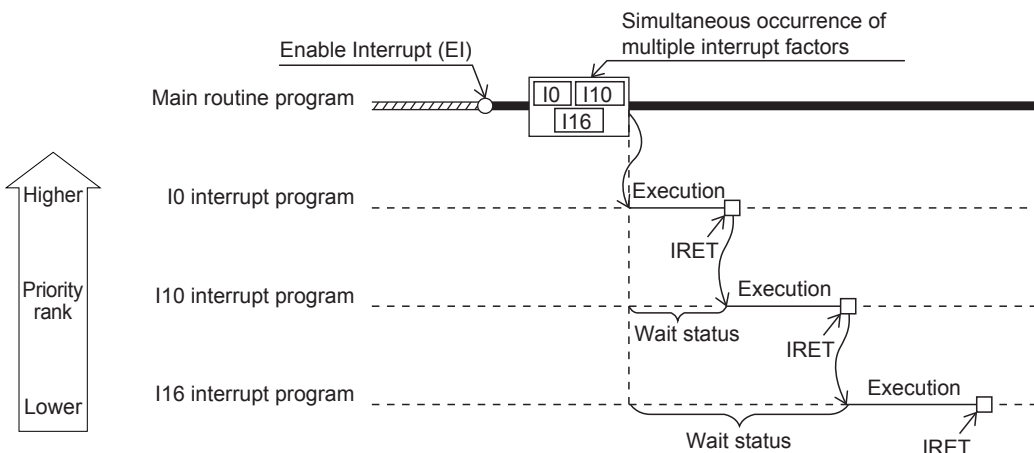 Simultaneous occurrence of
multiple interrupt factors
Enable Interrupt (EI)
Main routine program
I0 I10
I16
Higher
I0 interrupt program
Execution
IRET
Priority
rank
I10 interrupt program
Execution
Wait status
IRET
Lower
I16 interrupt program
Execution
Wait status
IRET